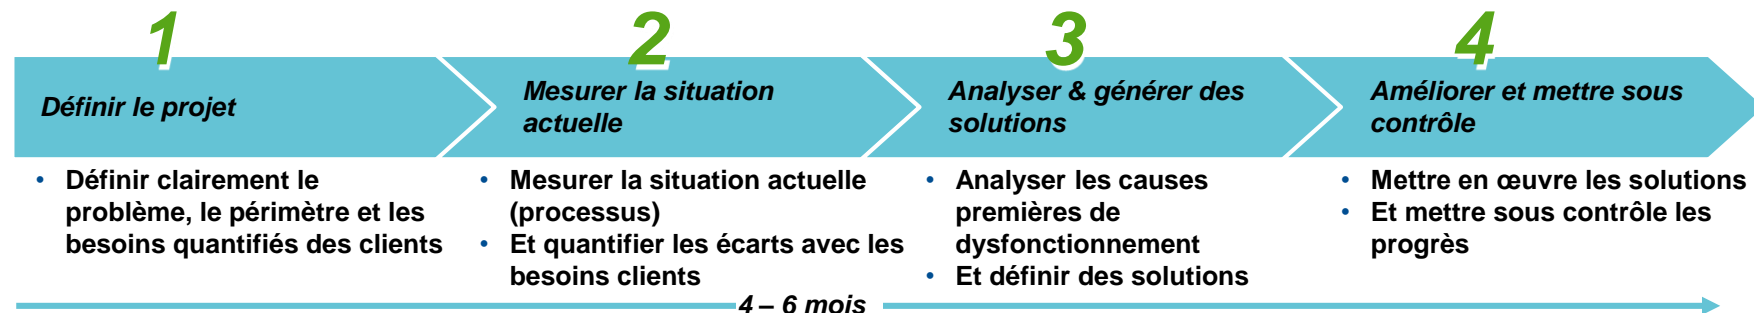 1
Définir le projet
• Définir clairement le
problème, le périmètre et les
besoins quantifiés des clients
2
Mesurer la situation
actuelle
• Mesurer la situation actuelle
(processus)
• Et quantifier les écarts avec les
besoins clients
3
Analyser & générer des
solutions
• Analyser les causes
premières de
dysfonctionnement
• Et définir des solutions
4
Améliorer et mettre sous
contrôle
• Mettre en œuvre les solutions
• Et mettre sous contrôle les
progrès
4 – 6 mois